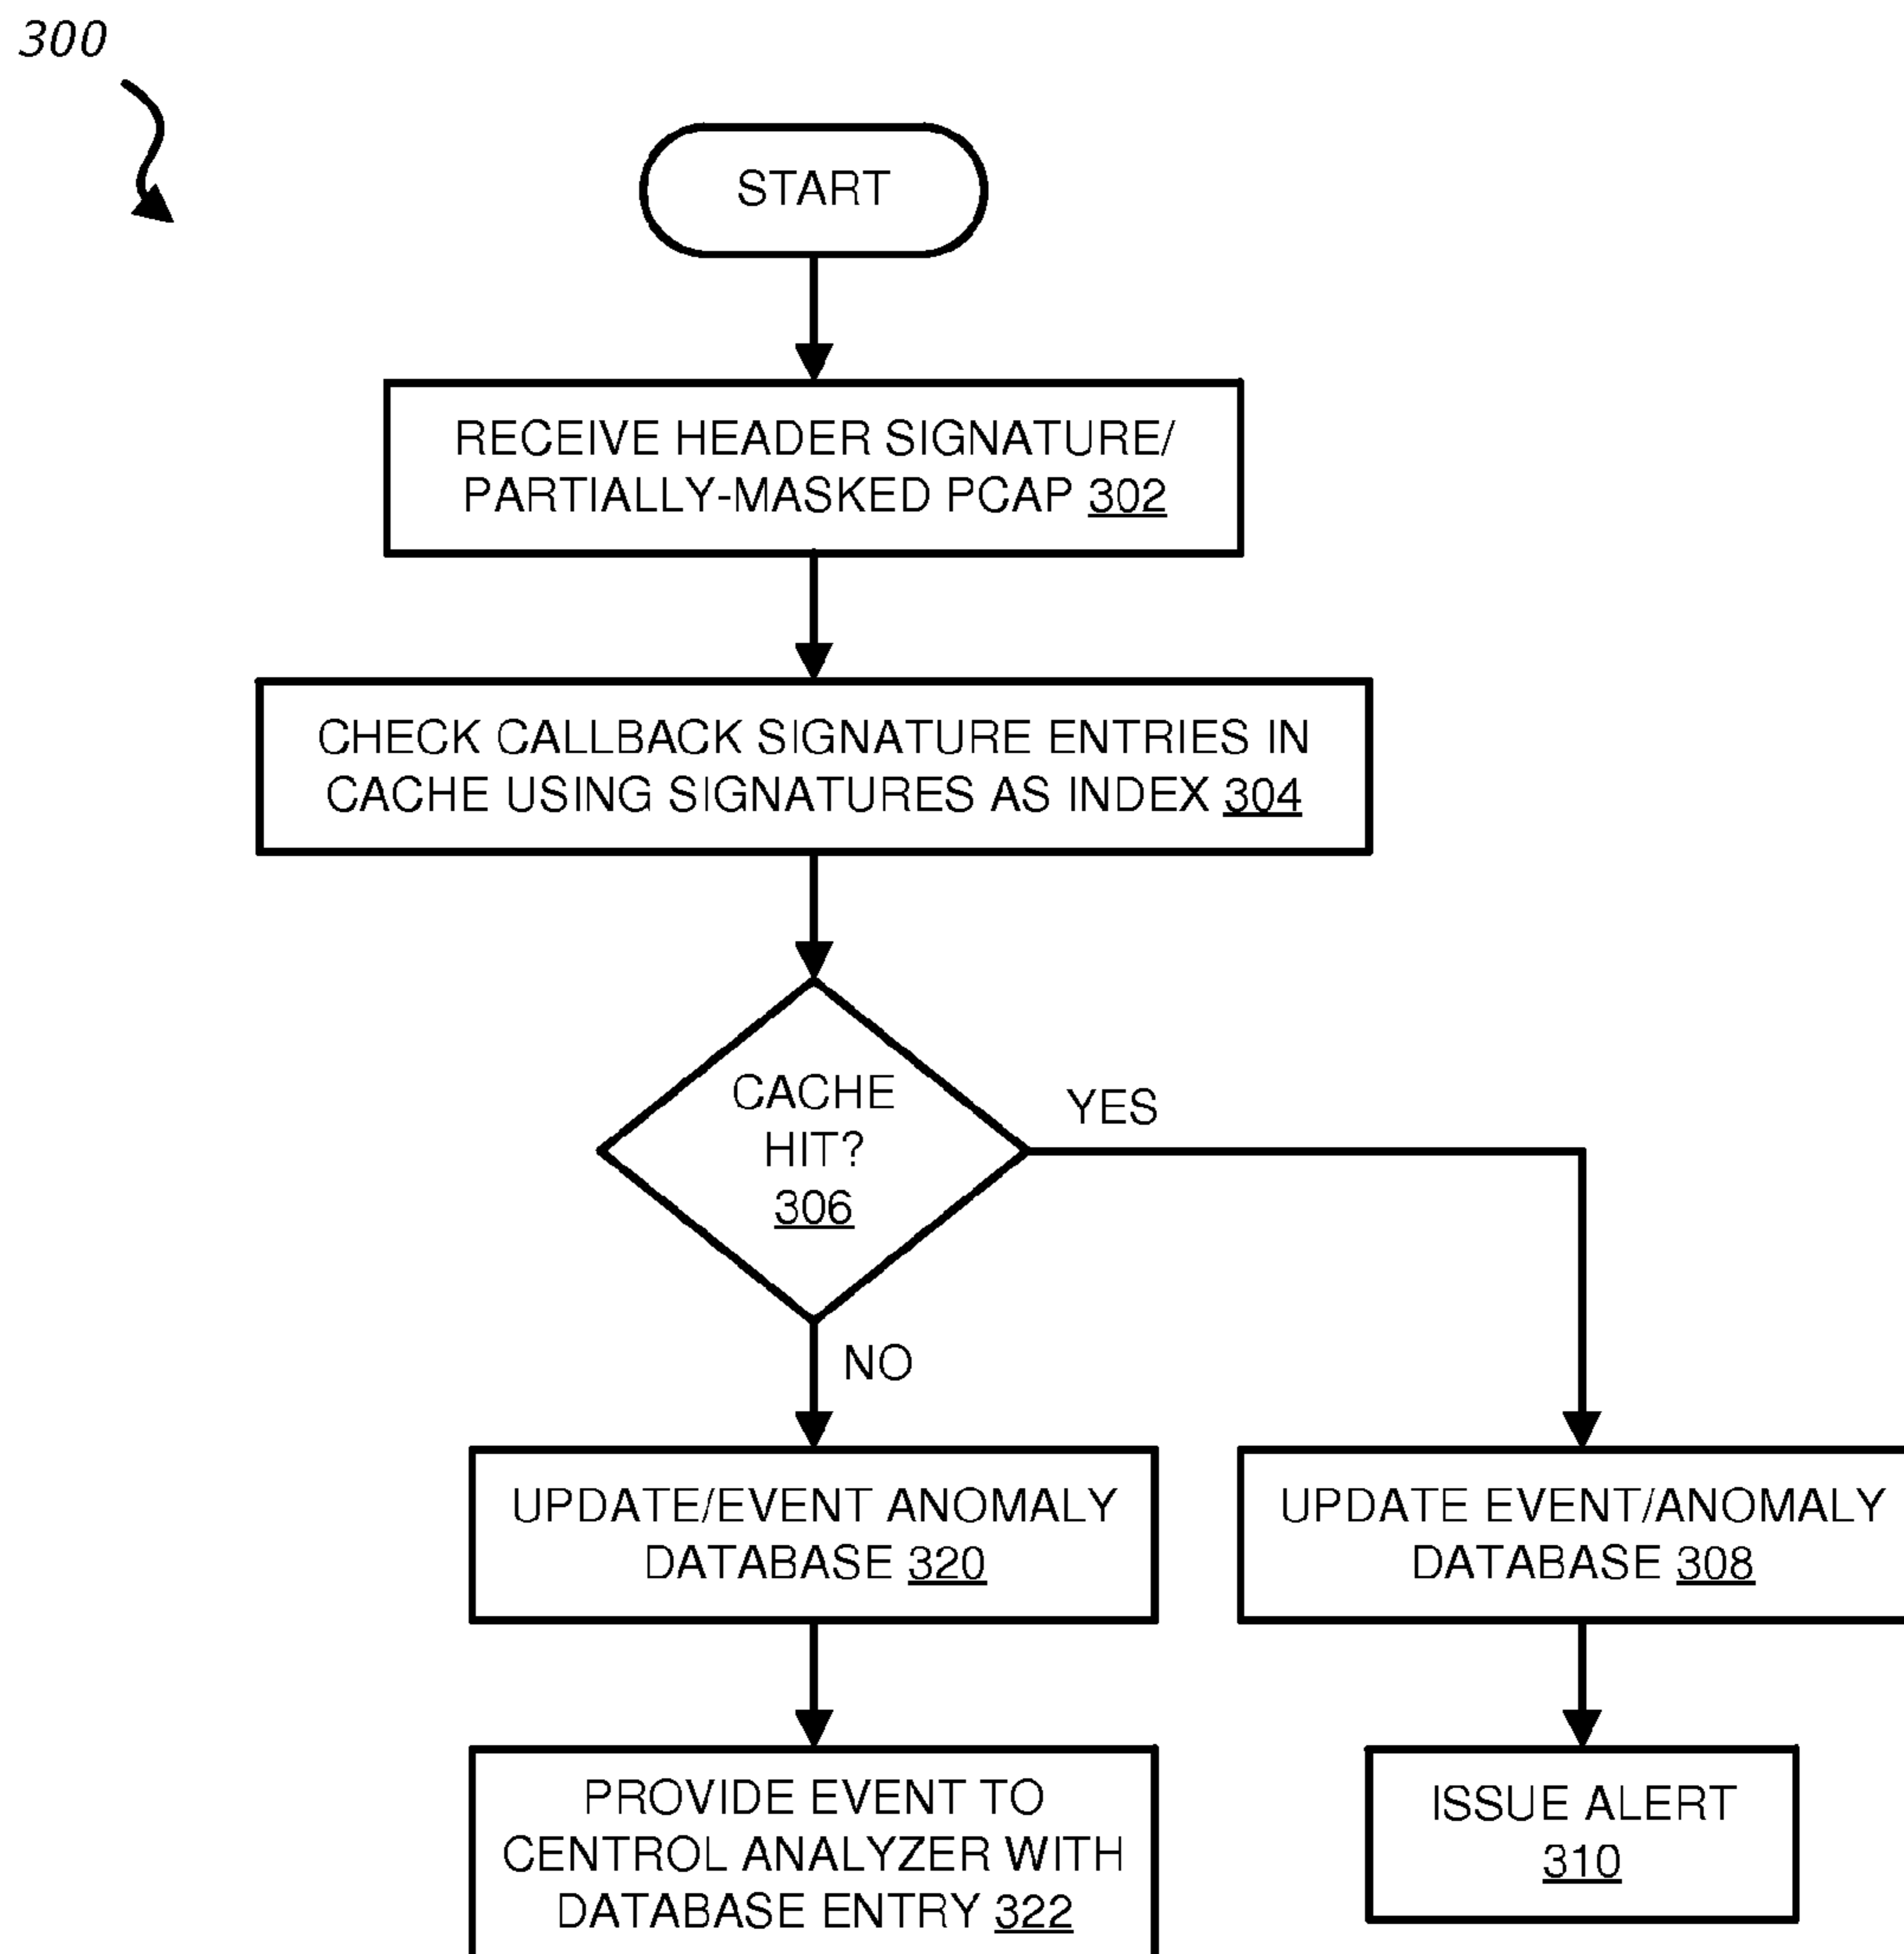 300
START
RECEIVE HEADER SIGNATURE/
PARTIALLY-MASKED PCAP 302
CHECK CALLBACK SIGNATURE ENTRIES IN
CACHE USING SIGNATURES AS INDEX 304
CACHE
HIT?
306
YES
NO
UPDATE/EVENT ANOMALY
DATABASE 320
UPDATE EVENT/ANOMALY
DATABASE 308
PROVIDE EVENT TO
CENTROL ANALYZER WITH
DATABASE ENTRY 322
ISSUE ALERT
310